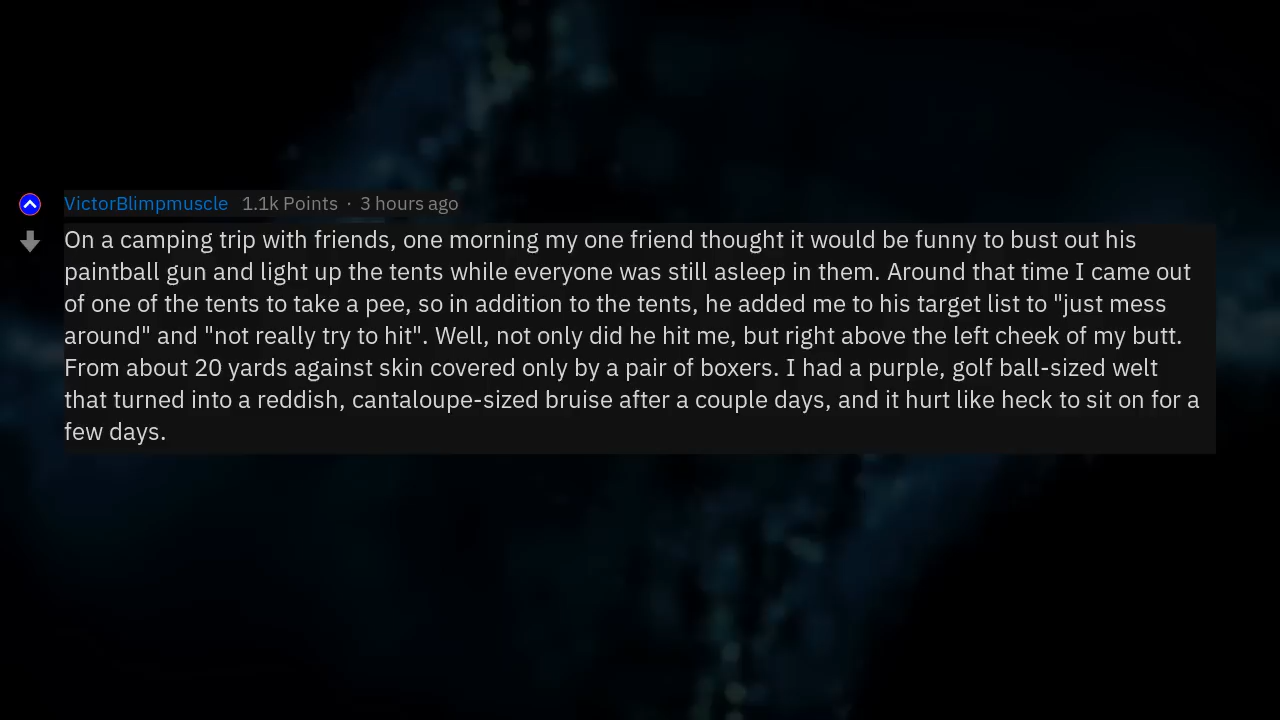 VictorBlimpmuscle 1.1k Points · 3 hours ago
On a camping trip with friends, one morning my one friend thought it would be funny to bust out his
paintball gun and light up the tents while everyone was still asleep in them. Around that time I came out
of one of the tents to take a pee, so in addition to the tents, he added me to his target list to "just mess
around" and "not really try to hit". Well, not only did he hit me, but right above the left cheek of my butt.
From about 20 yards against skin covered only by a pair of boxers. I had a purple, golf ball-sized welt
that turned into a reddish, cantaloupe-sized bruise after a couple days, and it hurt like heck to sit on for a
few days.